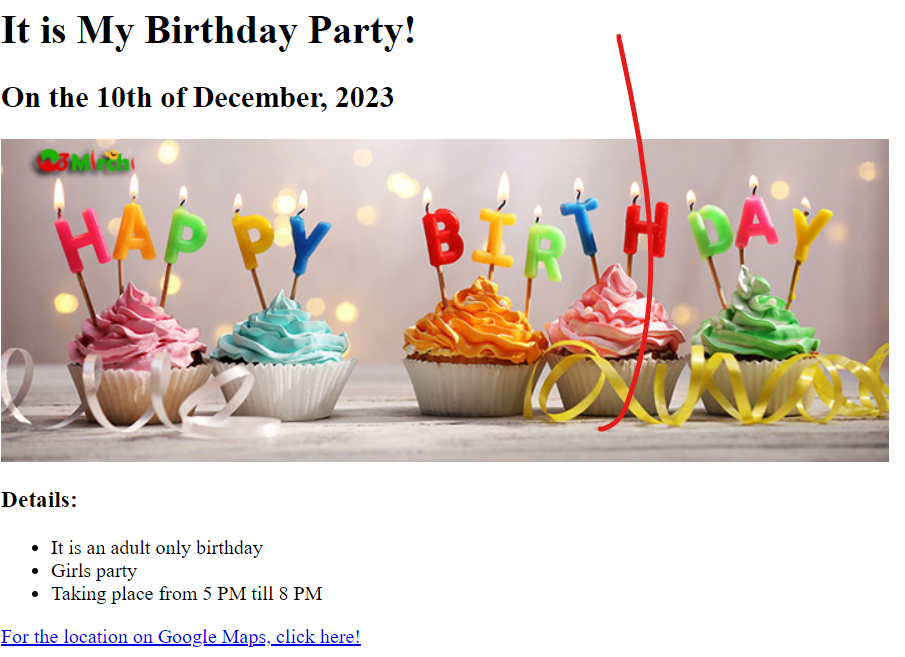 It is My Birthday Party!
On the 10th of December, 2023
W3Mirchi
HAPPY BIRTHDAY
Details:
It is an adult only birthday
Girls party
Taking place from 5 PM till 8 PM
For the location on Google Maps, click here!